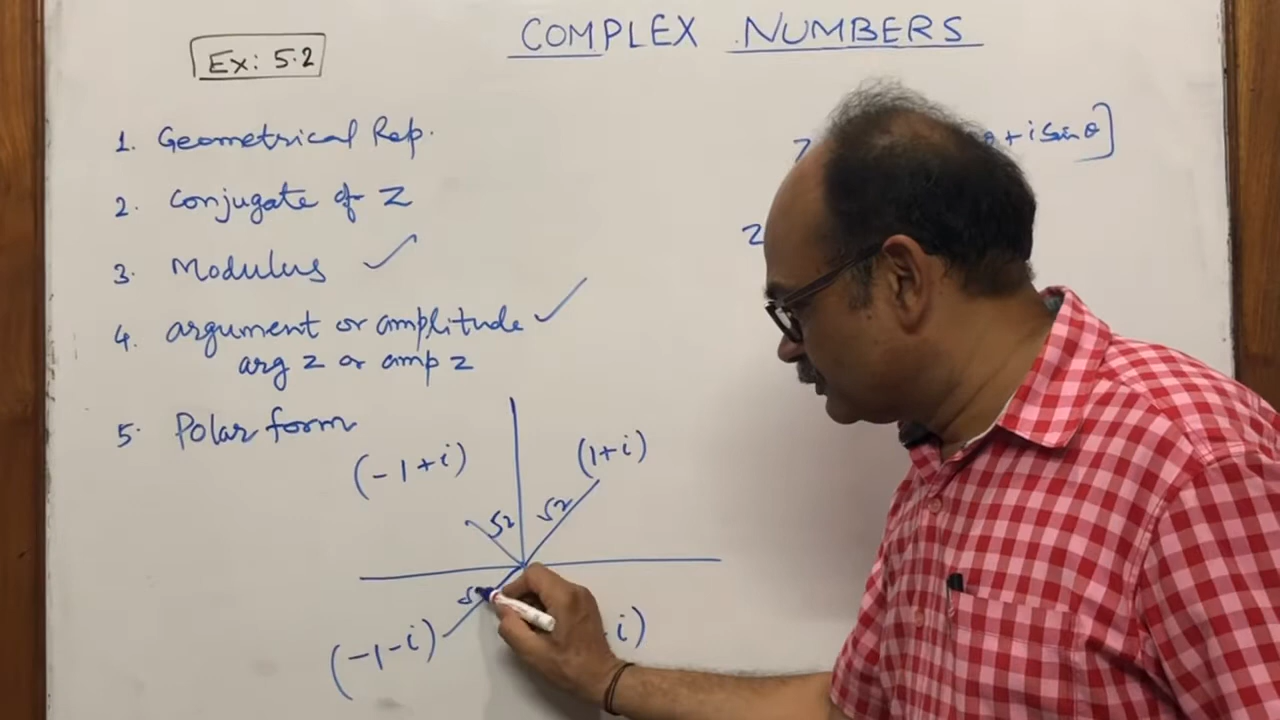 COMPLEX NUMBERS
Ex: 5.2
1. Geometrical Rep.
2. Conjugate of Z
3. Modulus ✓
4. argument or amplitude ✓
arg z or amp z
5. Polar form
+ i Sin θ]
z
(-1+i)
(1+i)
√2
√2
(-1-i)
i)